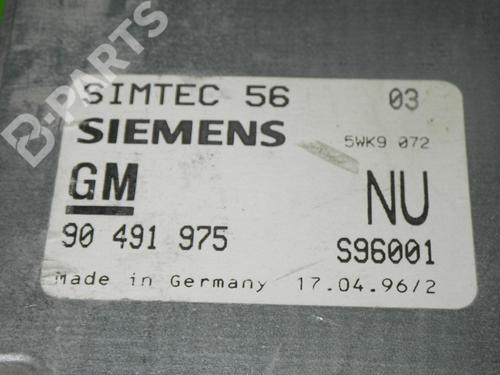 B-PARTS
SIMTEC 56 03
SIEMENS 5WK9 072
GM NU
90 491 975 S96001
Made in Germany 17.04.96/2